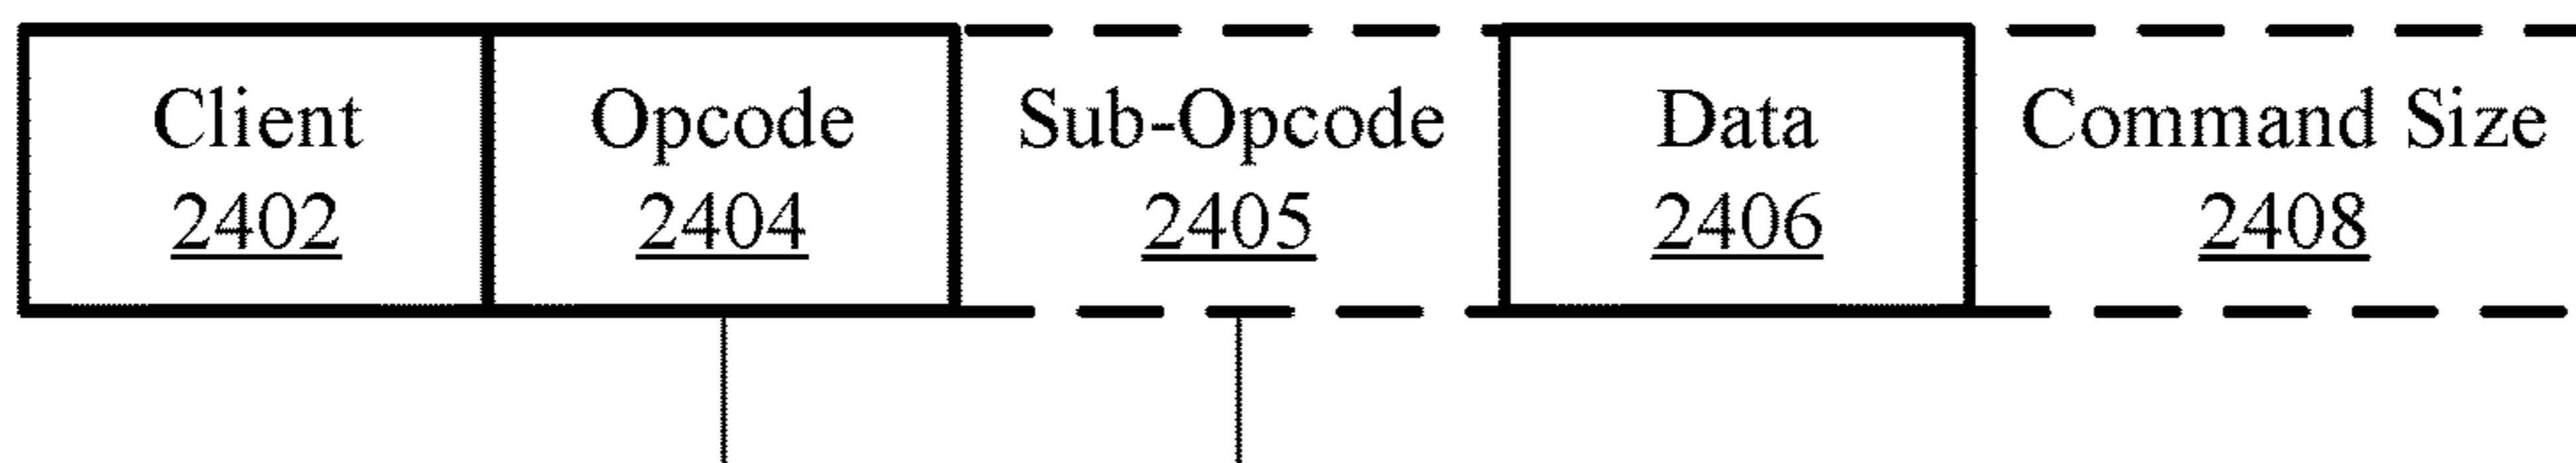 Client Opcode Sub-Opcode Data Command Size
2402 2404 2405 2406 2408